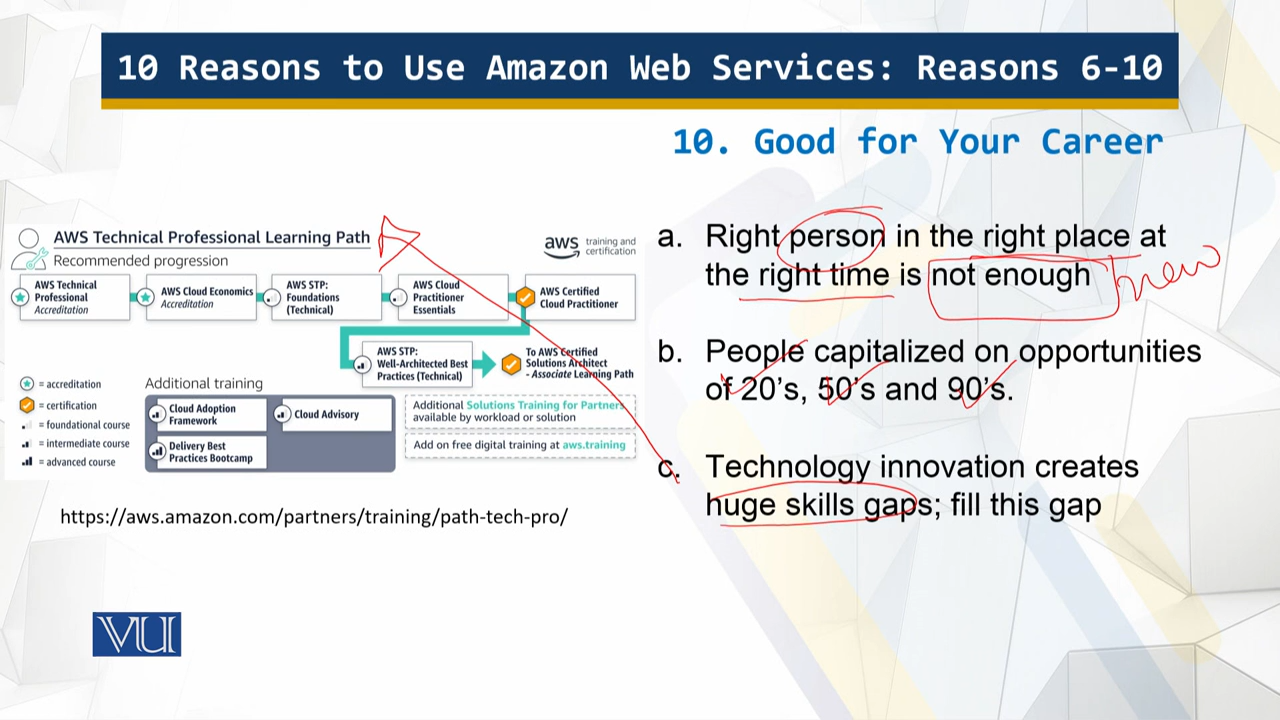 10 Reasons to Use Amazon Web Services: Reasons 6-10
10. Good for Your Career
AWS Technical Professional Learning Path
Recommended progression
aws training and
certification
AWS Technical
Professional
Accreditation
AWS Cloud Economics
Accreditation
AWS STP:
Foundations
(Technical)
AWS Cloud
Practitioner
Essentials
AWS Certified
Cloud Practitioner
AWS STP:
Well-Architected Best
Practices (Technical)
To AWS Certified
Solutions Architect
- Associate Learning Path
= accreditation
= certification
= foundational course
= intermediate course
= advanced course
Additional training
Cloud Adoption
Framework
Cloud Advisory
Delivery Best
Practices Bootcamp
Additional Solutions Training for Partners
available by workload or solution
Add on free digital training at aws.training
https://aws.amazon.com/partners/training/path-tech-pro/
a. Right person in the right place at
the right time is not enough
new
b. People capitalized on opportunities
of 20's, 50's and 90's.
c. Technology innovation creates
huge skills gaps; fill this gap
VU